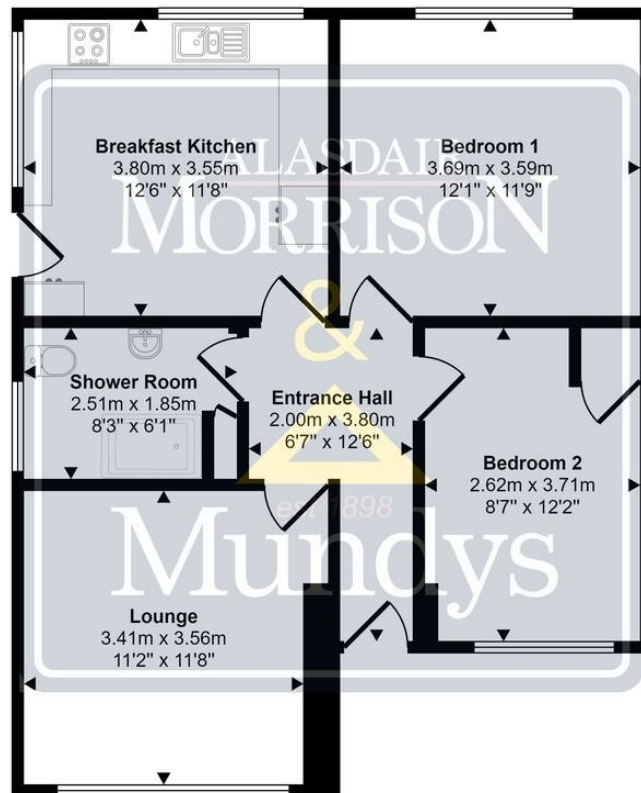 Breakfast Kitchen
3.80m x 3.55m
12'6" x 11'8"
Bedroom 1
3.69m x 3.59m
12'1" x 11'9"
ALASDAIR
MORRISON
&
Shower Room
2.51m x 1.85m
8'3" x 6'1"
Entrance Hall
2.00m x 3.80m
6'7" x 12'6"
Bedroom 2
2.62m x 3.71m
8'7" x 12'2"
est 1898
Mundys
Lounge
3.41m x 3.56m
11'2" x 11'8"